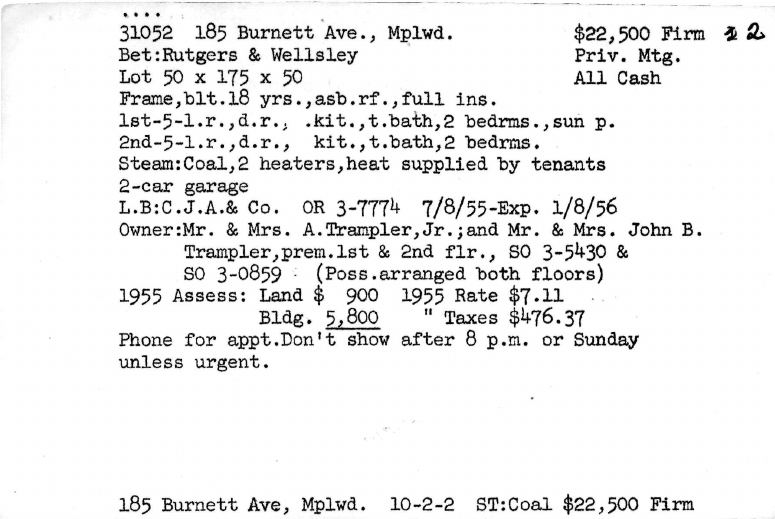 ....
31052 185 Burnett Ave., Mplwd. $22,500 Firm 2
Bet:Rutgers & Wellsley Priv. Mtg.
Lot 50 x 175 x 50 All Cash
Frame,blt.18 yrs.,asb.rf.,full ins.
1st-5-l.r.,d.r., .kit.,t.bath,2 bedrms.,sun p.
2nd-5-l.r.,d.r., kit.,t.bath,2 bedrms.
Steam:Coal,2 heaters,heat supplied by tenants
2-car garage
L.B:C.J.A.& Co. OR 3-7774 7/8/55-Exp. 1/8/56
Owner:Mr. & Mrs. A.Trampler,Jr.;and Mr. & Mrs. John B.
Trampler,prem.1st & 2nd flr., SO 3-5430 &
SO 3-0859 (Poss.arranged both floors)
1955 Assess: Land $ 900 1955 Rate $7.11
Bldg. 5,800 " Taxes $476.37
Phone for appt.Don't show after 8 p.m. or Sunday
unless urgent.
185 Burnett Ave, Mplwd. 10-2-2 ST:Coal $22,500 Firm